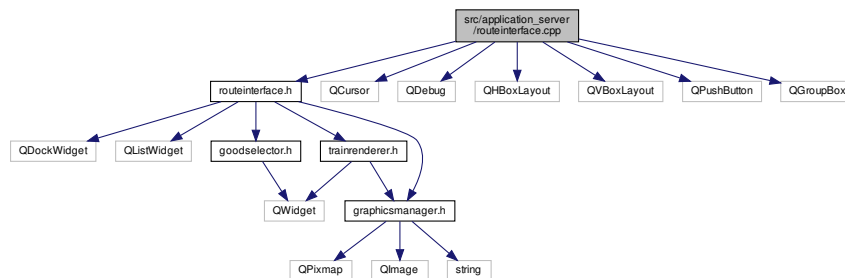 src/application_server
/routeinterface.cpp
routeinterface.h
QCursor
QDebug
QHBoxLayout
QVBoxLayout
QPushButton
QGroupBox
QDockWidget
QListWidget
goodselector.h
trainrenderer.h
QWidget
graphicsmanager.h
QPixmap
QImage
string